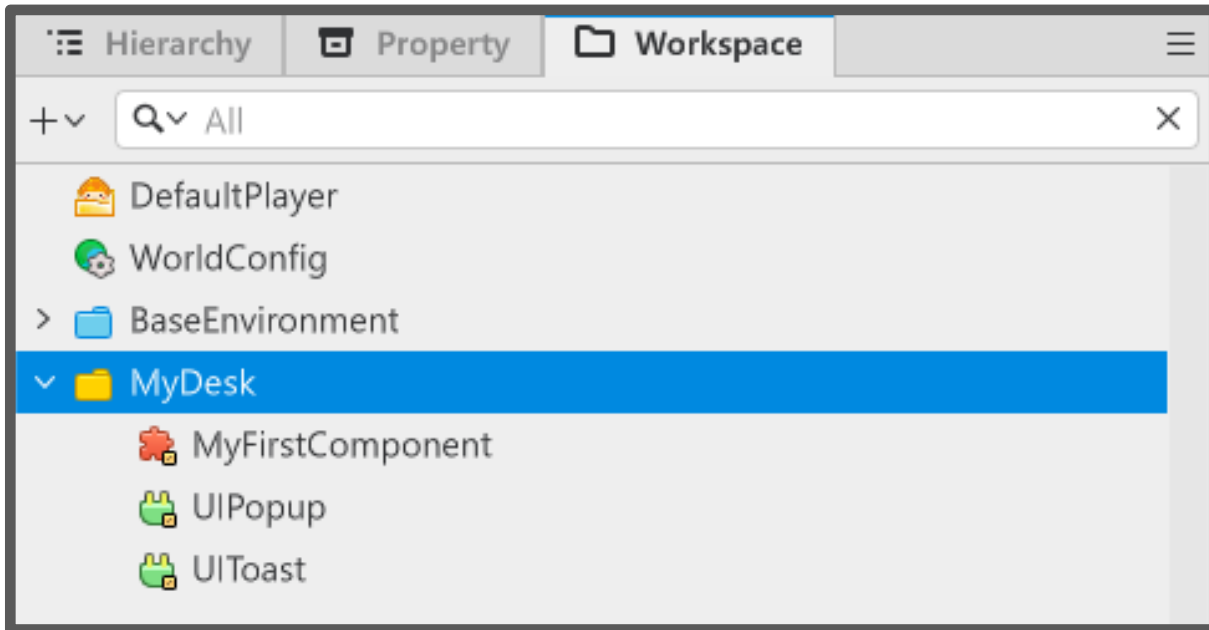 Hierarchy Property Workspace
All
DefaultPlayer
WorldConfig
BaseEnvironment
MyDesk
MyFirstComponent
UIPopup
UIToast